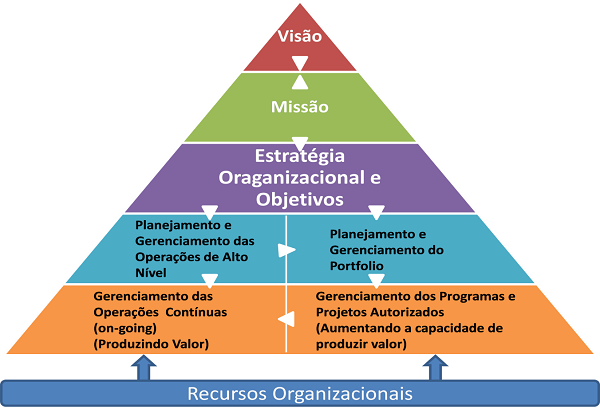 Visão
Missão
Estratégia
Oraganizacional e
Objetivos
Planejamento e
Gerenciamento das
Operações de Alto
Nível
Planejamento e
Gerenciamento do
Portfolio
Gerenciamento das
Operações Contínuas
(on-going)
(Produzindo Valor)
Gerenciamento dos Programas e
Projetos Autorizados
(Aumentando a capacidade de
produzir valor)
Recursos Organizacionais